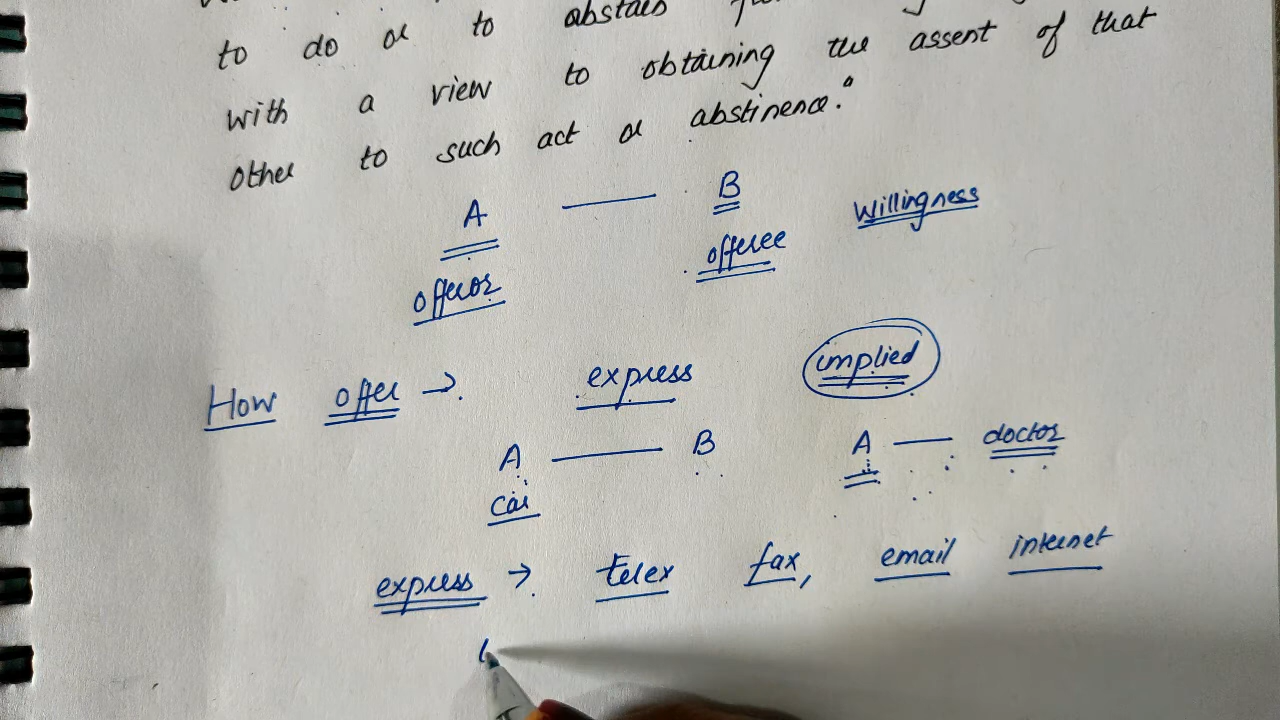 to do or to abstain
with a view to obtaining the assent of that
other to such act or abstinence."
A — B willingness
offeror offeree
How offer → express implied
A — B A — doctor
car
express → telex fax, email internet